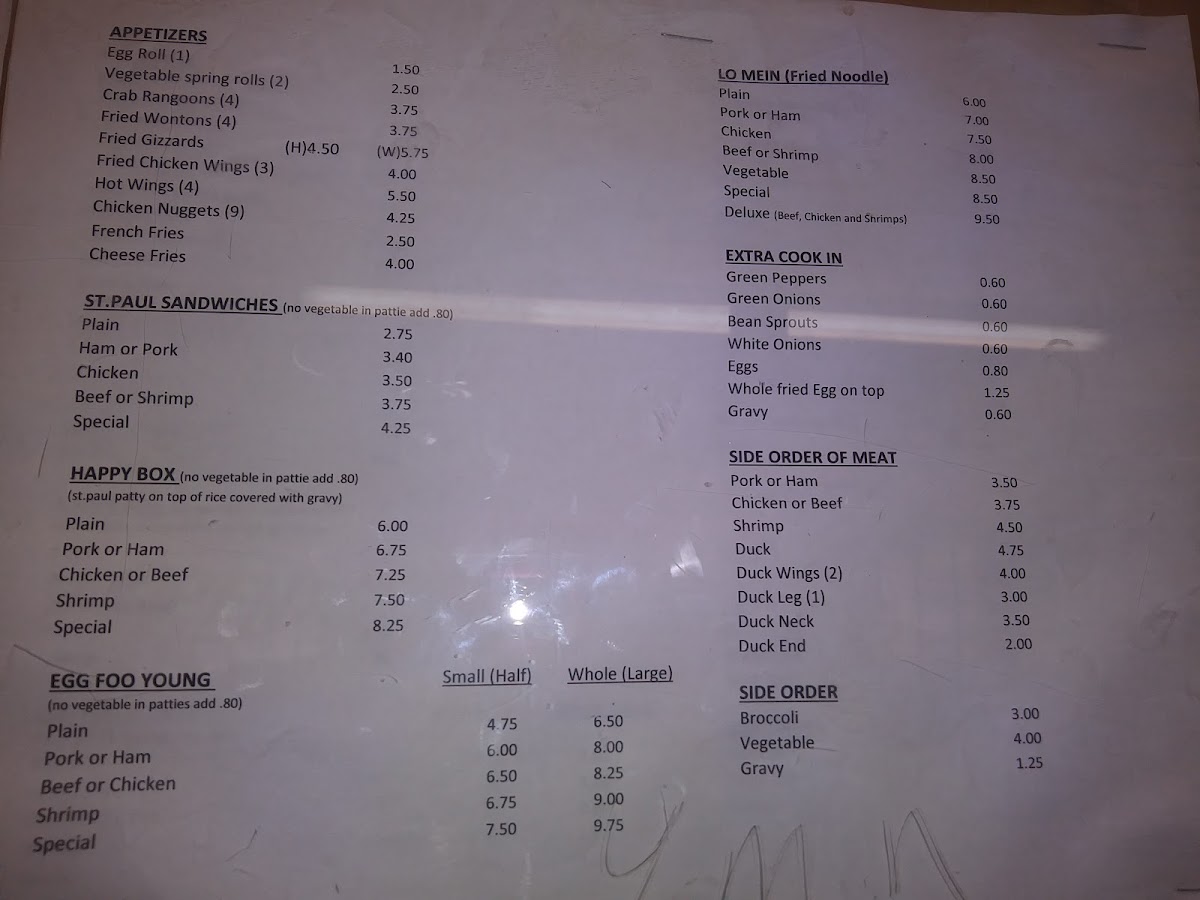 APPETIZERS
Egg Roll (1) 1.50
Vegetable spring rolls (2) 2.50
Crab Rangoons (4) 3.75
Fried Wontons (4) 3.75
Fried Gizzards (H)4.50 (W)5.75
Fried Chicken Wings (3) 4.00
Hot Wings (4) 5.50
Chicken Nuggets (9) 4.25
French Fries 2.50
Cheese Fries 4.00
ST.PAUL SANDWICHES (no vegetable in pattie add .80)
Plain 2.75
Ham or Pork 3.40
Chicken 3.50
Beef or Shrimp 3.75
Special 4.25
HAPPY BOX (no vegetable in pattie add .80)
(st.paul patty on top of rice covered with gravy)
Plain 6.00
Pork or Ham 6.75
Chicken or Beef 7.25
Shrimp 7.50
Special 8.25
EGG FOO YOUNG Small (Half) Whole (Large)
(no vegetable in patties add .80)
Plain 4.75 6.50
Pork or Ham 6.00 8.00
Beef or Chicken 6.50 8.25
Shrimp 6.75 9.00
Special 7.50 9.75
LO MEIN (Fried Noodle)
Plain 6.00
Pork or Ham 7.00
Chicken 7.50
Beef or Shrimp 8.00
Vegetable 8.50
Special 8.50
Deluxe (Beef, Chicken and Shrimps) 9.50
EXTRA COOK IN
Green Peppers 0.60
Green Onions 0.60
Bean Sprouts 0.60
White Onions 0.60
Eggs 0.80
Whole fried Egg on top 1.25
Gravy 0.60
SIDE ORDER OF MEAT
Pork or Ham 3.50
Chicken or Beef 3.75
Shrimp 4.50
Duck 4.75
Duck Wings (2) 4.00
Duck Leg (1) 3.00
Duck Neck 3.50
Duck End 2.00
SIDE ORDER
Broccoli 3.00
Vegetable 4.00
Gravy 1.25